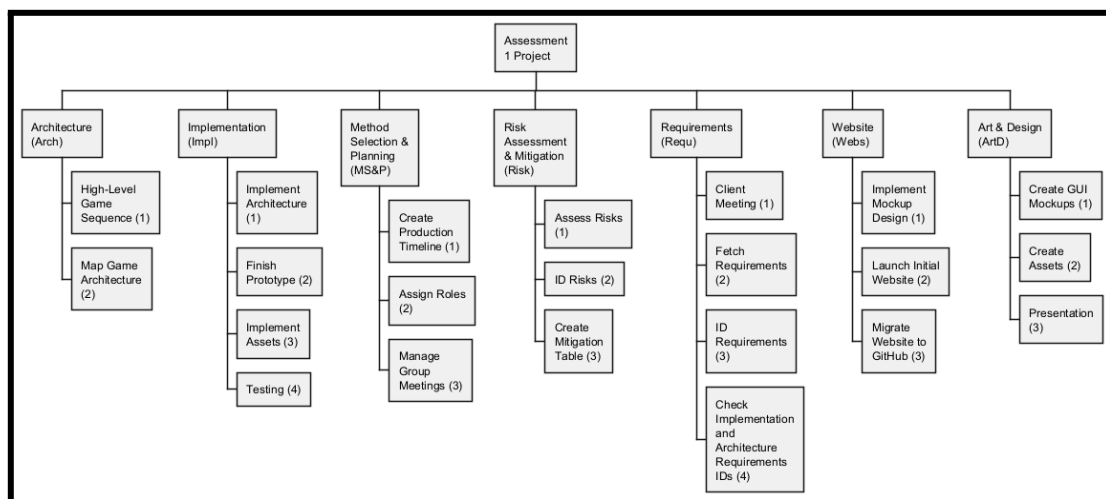 Assessment
1 Project
Architecture
(Arch)
High-Level
Game
Sequence (1)
Map Game
Architecture
(2)
Implementation
(Impl)
Implement
Architecture
(1)
Finish
Prototype (2)
Implement
Assets (3)
Testing (4)
Method
Selection &
Planning
(MS&P)
Create
Production
Timeline (1)
Assign Roles
(2)
Manage
Group
Meetings (3)
Risk
Assessment
& Mitigation
(Risk)
Assess Risks
(1)
ID Risks (2)
Create
Mitigation
Table (3)
Requirements
(Requ)
Client
Meeting (1)
Fetch
Requirements
(2)
ID
Requirements
(3)
Check
Implementation
and
Architecture
Requirements
IDs (4)
Website
(Webs)
Implement
Mockup
Design (1)
Launch Initial
Website (2)
Migrate
Website to
GitHub (3)
Art & Design
(ArtD)
Create GUI
Mockups (1)
Create
Assets (2)
Presentation
(3)